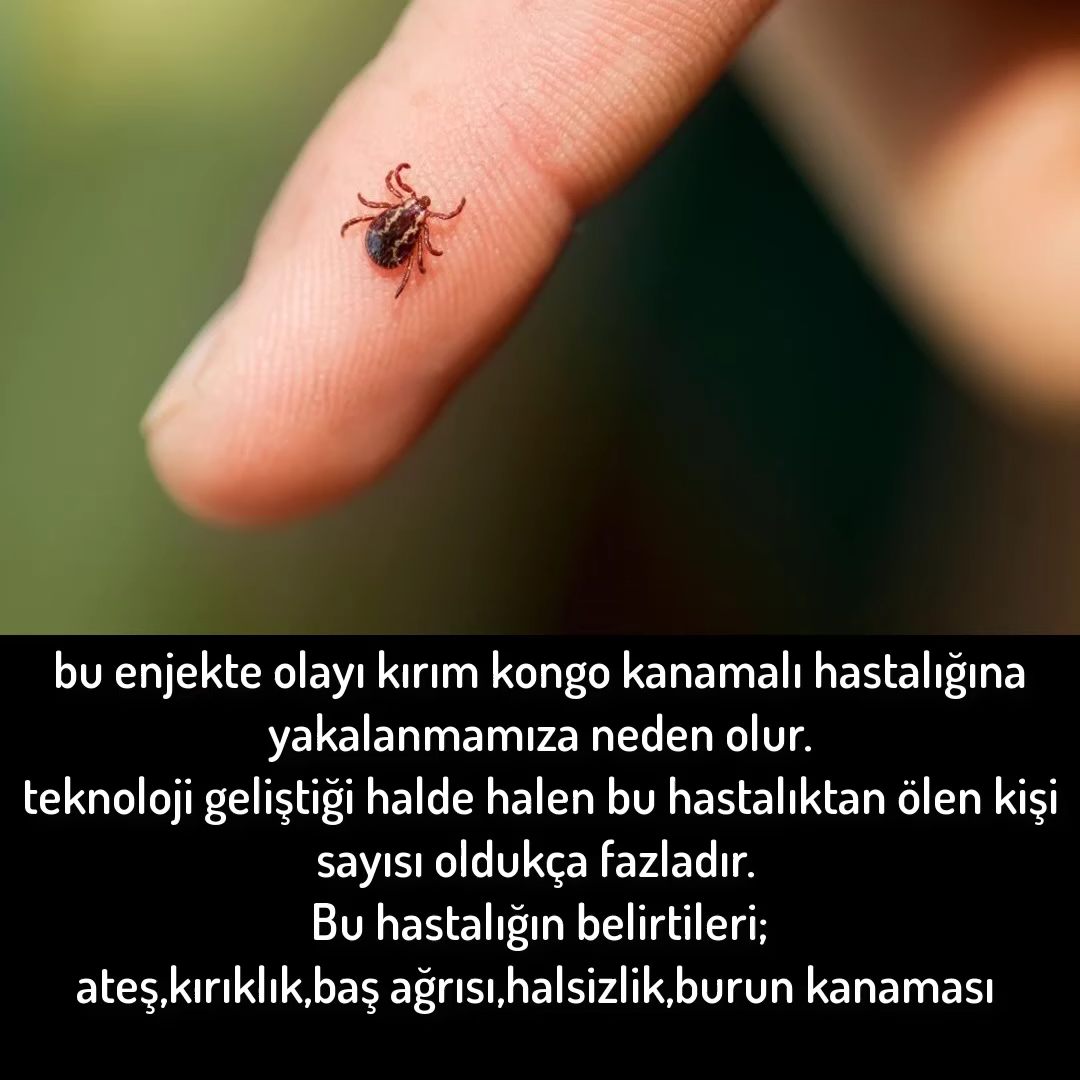 bu enjekte olayı kırım kongo kanamalı hastalığına
yakalanmamıza neden olur.
teknoloji geliştiği halde halen bu hastalıktan ölen kişi
sayısı oldukça fazladır.
Bu hastalığın belirtileri;
ateş,kırıklık,baş ağrısı,halsizlik,burun kanaması